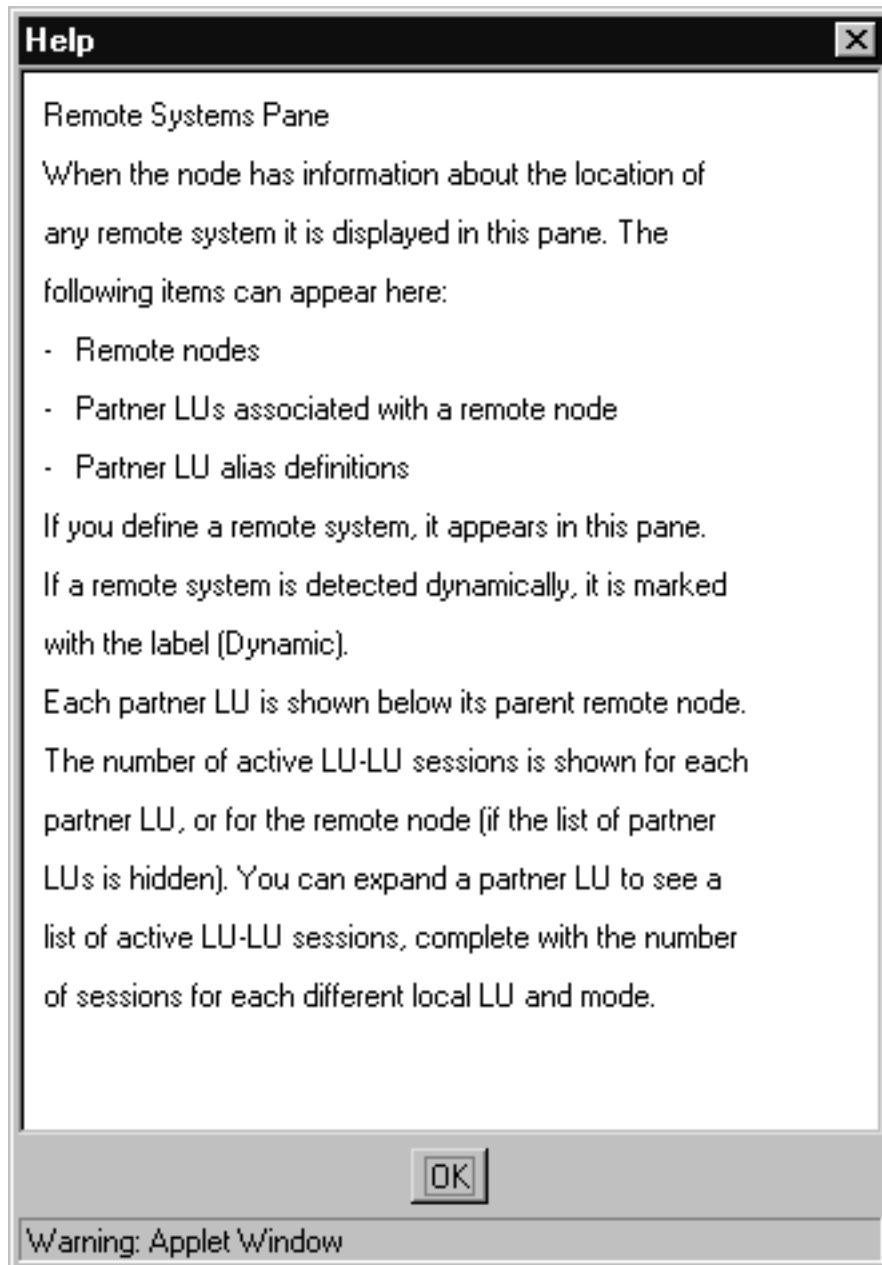 Help
Remote Systems Pane
When the node has information about the location of
any remote system it is displayed in this pane. The
following items can appear here:
- Remote nodes
- Partner LUs associated with a remote node
- Partner LU alias definitions
If you define a remote system, it appears in this pane.
If a remote system is detected dynamically, it is marked
with the label (Dynamic).
Each partner LU is shown below its parent remote node.
The number of active LU-LU sessions is shown for each
partner LU, or for the remote node (if the list of partner
LUs is hidden). You can expand a partner LU to see a
list of active LU-LU sessions, complete with the number
of sessions for each different local LU and mode.
OK
Warning: Applet Window